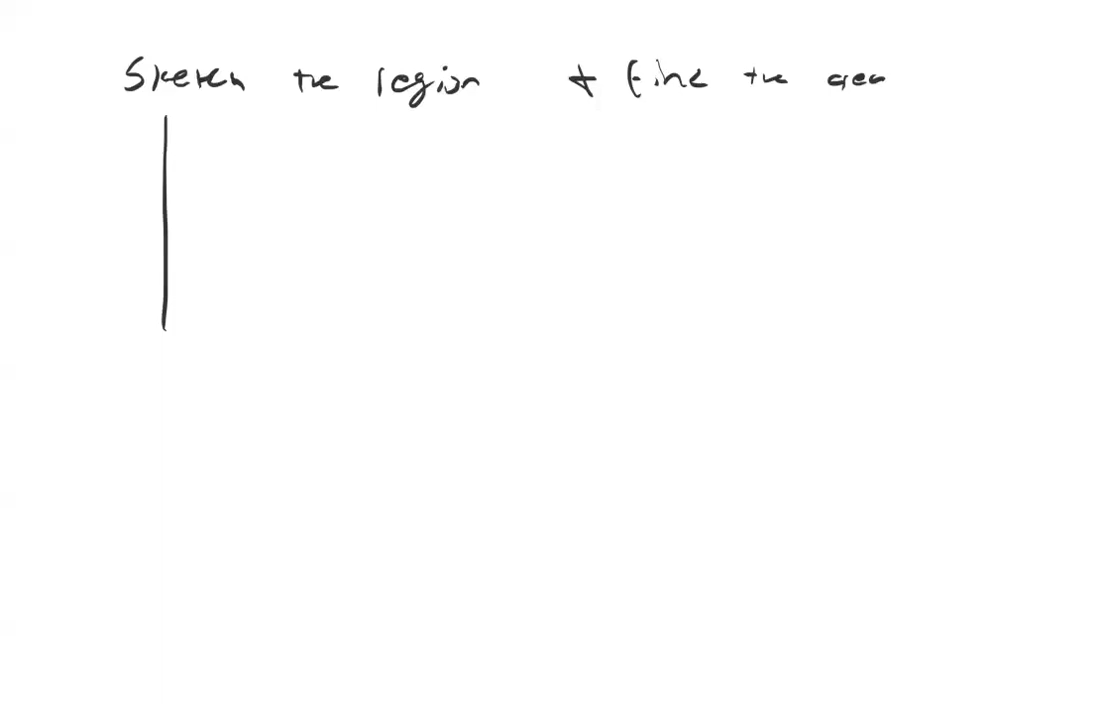 Sketch the region + find the area